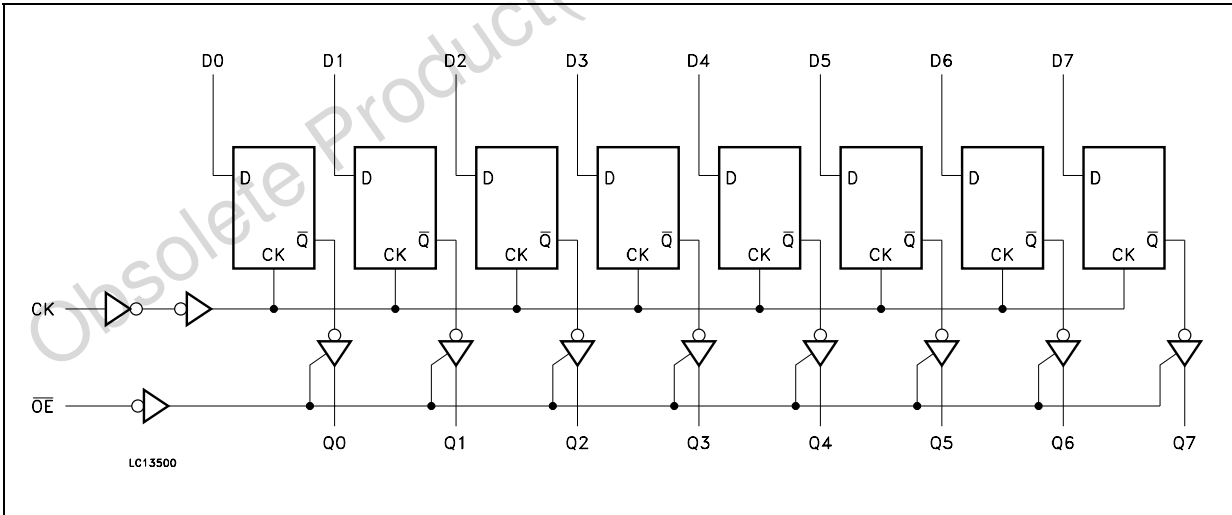 Obsolete Product(
D0 D1 D2 D3 D4 D5 D6 D7
D D D D D D D D
Q̅ Q̅ Q̅ Q̅ Q̅ Q̅ Q̅ Q̅
CK CK CK CK CK CK CK CK
CK
O̅E̅
Q0 Q1 Q2 Q3 Q4 Q5 Q6 Q7
LC13500